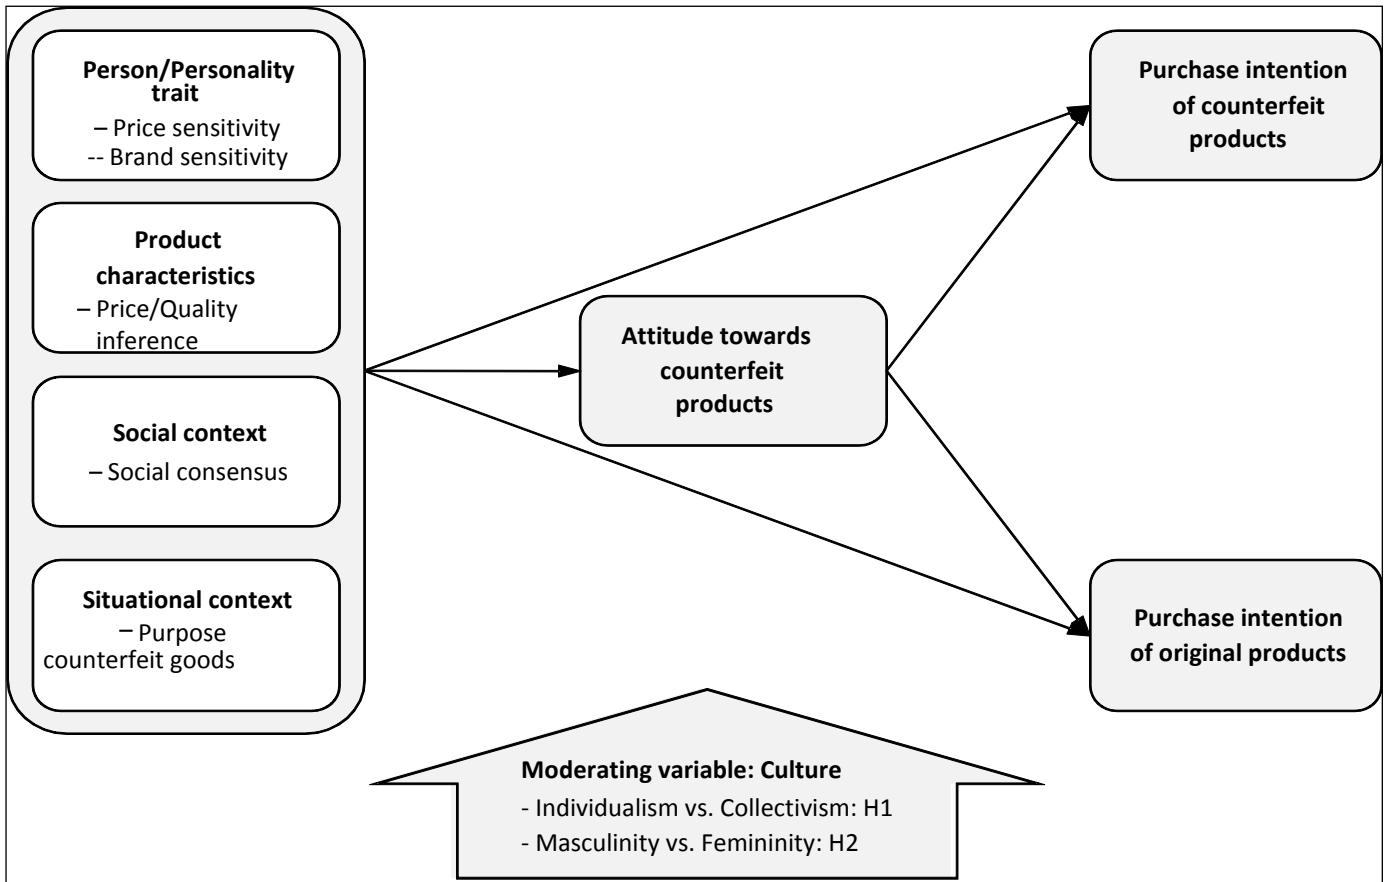 Person/Personality
trait
– Price sensitivity
-- Brand sensitivity
Product
characteristics
– Price/Quality
inference
Social context
– Social consensus
Situational context
– Purpose
counterfeit goods
Attitude towards
counterfeit
products
Purchase intention
of counterfeit
products
Purchase intention
of original products
Moderating variable: Culture
- Individualism vs. Collectivism: H1
- Masculinity vs. Femininity: H2